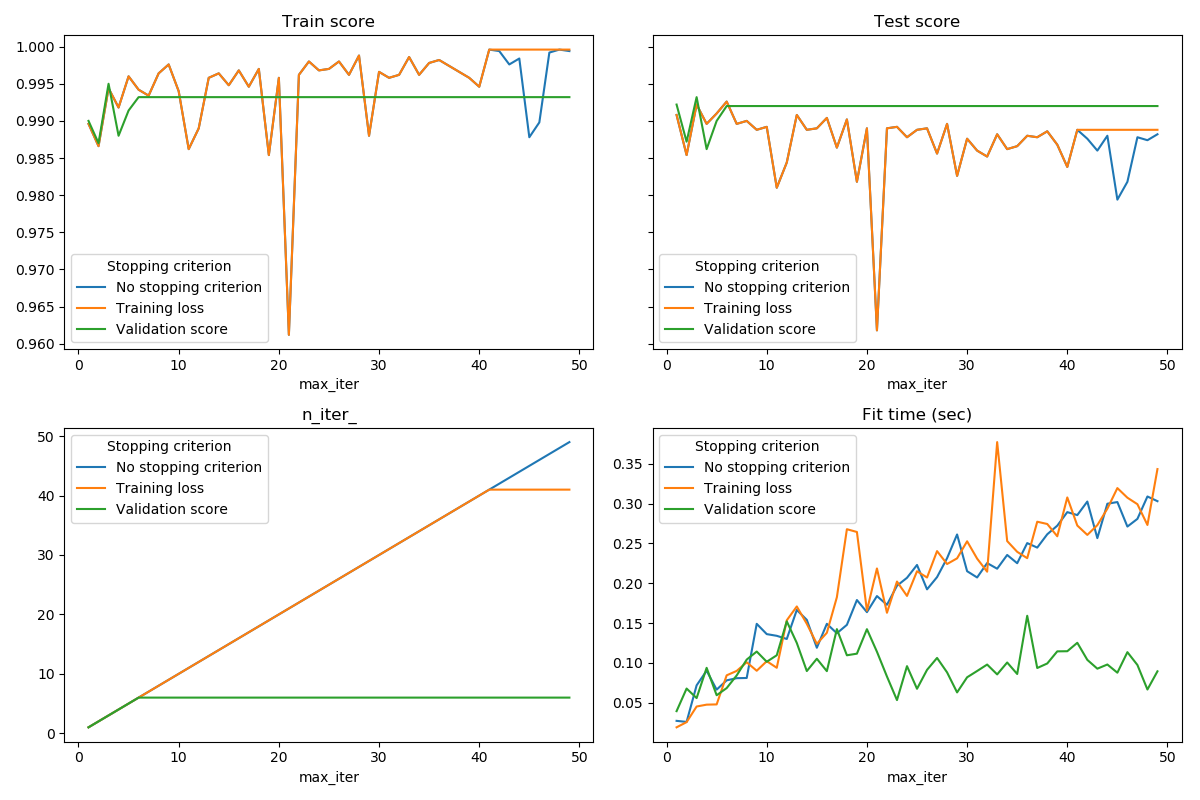 Train score
1.000
0.995
0.990
0.985
0.980
0.975
0.970
0.965
0.960
Stopping criterion
No stopping criterion
Training loss
Validation score
0 10 20 30 40 50
max_iter
Test score
Stopping criterion
No stopping criterion
Training loss
Validation score
0 10 20 30 40 50
max_iter
n_iter_
50
40
30
20
10
0
Stopping criterion
No stopping criterion
Training loss
Validation score
0 10 20 30 40 50
max_iter
Fit time (sec)
0.35
0.30
0.25
0.20
0.15
0.10
0.05
Stopping criterion
No stopping criterion
Training loss
Validation score
0 10 20 30 40 50
max_iter